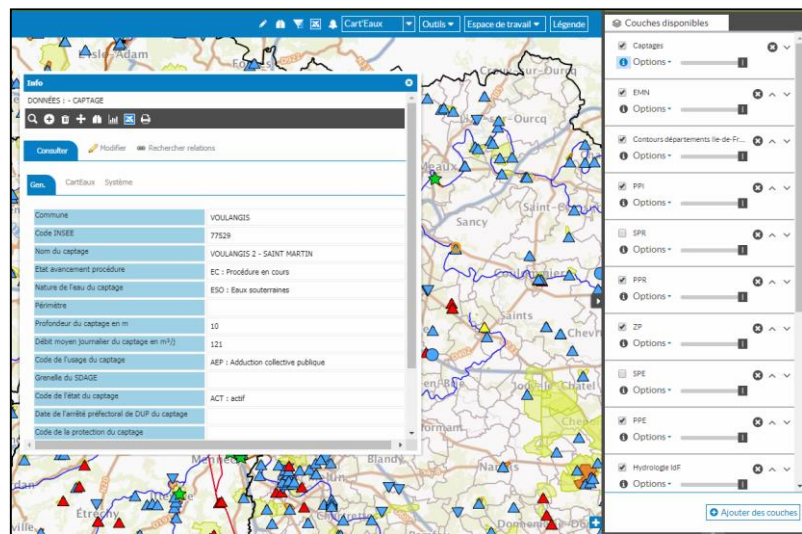 Cart'Eaux
Outils
Espace de travail
Légende
Info
DONNÉES : - CAPTAGE
Consulter
Modifier
Rechercher relations
Gen.
CartEaux
Système
Commune
VOULANGIS
Code INSEE
77529
Nom du captage
VOULANGIS 2 - SAINT MARTIN
Etat avancement procédure
EC : Procédure en cours
Nature de l'eau du captage
ESO : Eaux souterraines
Périmètre
Profondeur du captage en m
10
Débit moyen journalier du captage en m³/j
121
Code de l'usage du captage
AEP : Adduction collective publique
Grenelle du SDAGE
Code de l'état du captage
ACT : actif
Date de l'arrêté préfectoral de DUP du captage
Code de la protection du captage
Meaux
Sancy
Coulommiers
Saints
Chevr
Blandy
Étréchy
Couches disponibles
Captages
Options
EMN
Options
Contours départements Ile-de-Fr...
Options
PPI
Options
SPR
Options
PPR
Options
ZP
Options
SPE
Options
PPE
Options
Hydrologie IdF
Options
Ajouter des couches